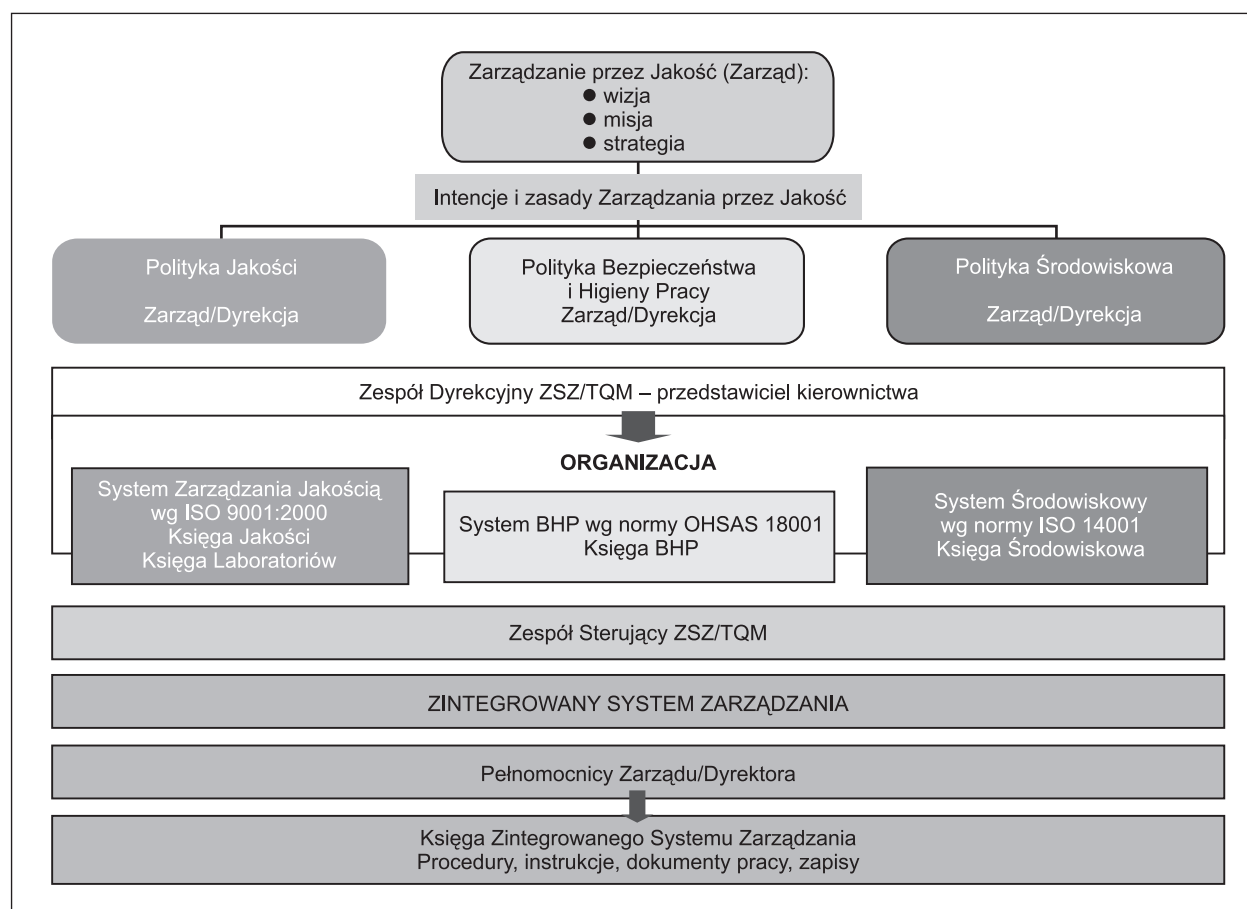 Zarządzanie przez Jakość (Zarząd):
● wizja
● misja
● strategia
Intencje i zasady Zarządzania przez Jakość
Polityka Jakości
Zarząd/Dyrekcja
Polityka Bezpieczeństwa
i Higieny Pracy
Zarząd/Dyrekcja
Polityka Środowiskowa
Zarząd/Dyrekcja
Zespół Dyrekcyjny ZSZ/TQM – przedstawiciel kierownictwa
ORGANIZACJA
System Zarządzania Jakością
wg ISO 9001:2000
Księga Jakości
Księga Laboratoriów
System BHP wg normy OHSAS 18001
Księga BHP
System Środowiskowy
wg normy ISO 14001
Księga Środowiskowa
Zespół Sterujący ZSZ/TQM
ZINTEGROWANY SYSTEM ZARZĄDZANIA
Pełnomocnicy Zarządu/Dyrektora
Księga Zintegrowanego Systemu Zarządzania
Procedury, instrukcje, dokumenty pracy, zapisy